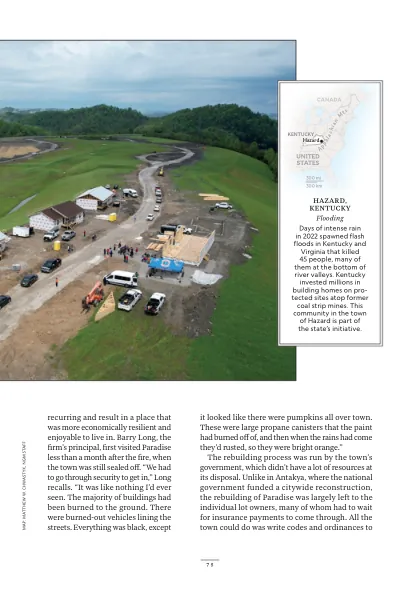 CANADA
Appalachian Mts.
KENTUCKY
Hazard
UNITED
STATES
300 mi
300 km
HAZARD,
KENTUCKY
Flooding
Days of intense rain
in 2022 spawned flash
floods in Kentucky and
Virginia that killed
45 people, many of
them at the bottom of
river valleys. Kentucky
invested millions in
building homes on pro-
tected sites atop former
coal strip mines. This
community in the town
of Hazard is part of
the state's initiative.
recurring and result in a place that
was more economically resilient and
enjoyable to live in. Barry Long, the
firm's principal, first visited Paradise
less than a month after the fire, when
the town was still sealed off. “We had
to go through security to get in,” Long
recalls. “It was like nothing I'd ever
seen. The majority of buildings had
been burned to the ground. There
were burned-out vehicles lining the
streets. Everything was black, except
it looked like there were pumpkins all over town.
These were large propane canisters that the paint
had burned off of, and then when the rains had come
they'd rusted, so they were bright orange.”
The rebuilding process was run by the town's
government, which didn't have a lot of resources at
its disposal. Unlike in Antakya, where the national
government funded a citywide reconstruction,
the rebuilding of Paradise was largely left to the
individual lot owners, many of whom had to wait
for insurance payments to come through. All the
town could do was write codes and ordinances to
MAP: MATTHEW W. CHWASTYK, NGM STAFF